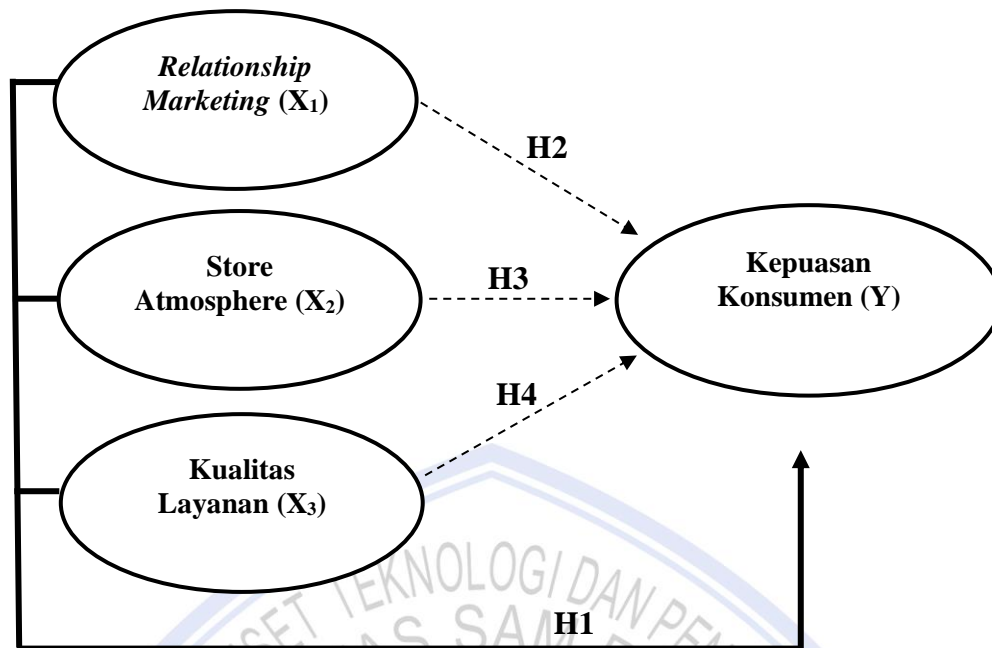 Relationship
Marketing (X₁)
H2
Store
Atmosphere (X₂)
H3
Kepuasan
Konsumen (Y)
H4
Kualitas
Layanan (X₃)
H1